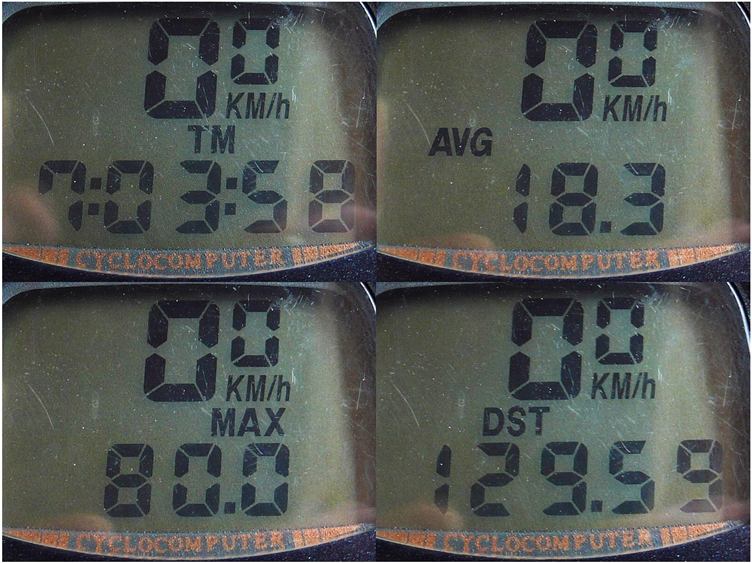 00
KM/h
TM
7:03:58
CYCLOCOMPUTER
00
KM/h
AVG
18.3
CYCLOCOMPUTER
00
KM/h
MAX
80.0
CYCLOCOMPUTER
00
KM/h
DST
129.59
CYCLOCOMPUTER